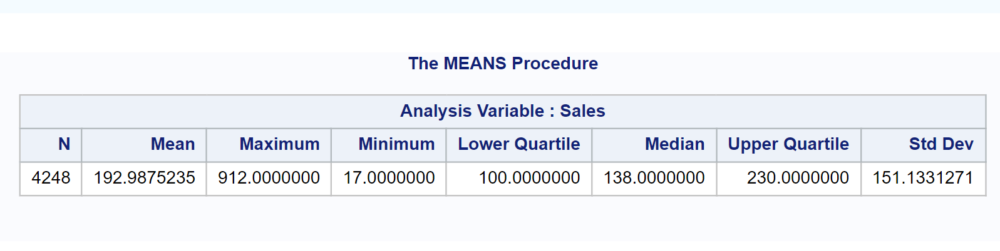 The MEANS Procedure
Analysis Variable : Sales
N Mean Maximum Minimum Lower Quartile Median Upper Quartile Std Dev
4248 192.9875235 912.0000000 17.0000000 100.0000000 138.0000000 230.0000000 151.1331271